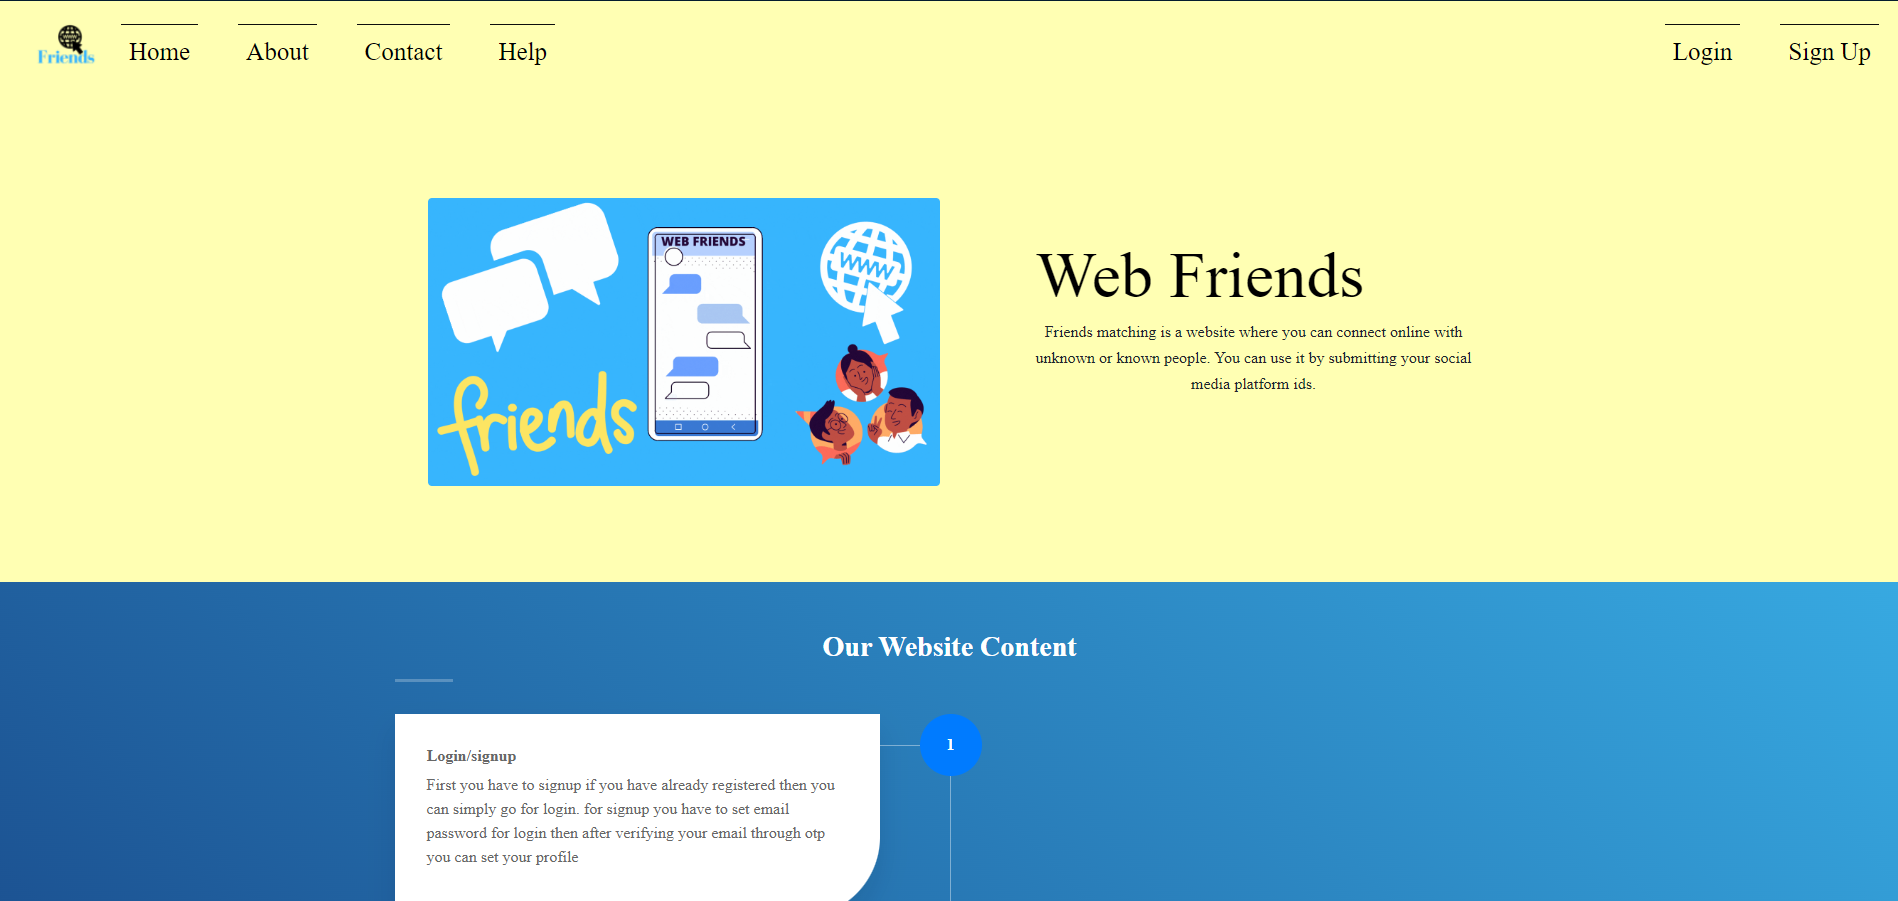 Friends
Home
About
Contact
Help
Login
Sign Up
WEB FRIENDS
www
friends
Web Friends
Friends matching is a website where you can connect online with
unknown or known people. You can use it by submitting your social
media platform ids.
Our Website Content
1
Login/signup
First you have to signup if you have already registered then you
can simply go for login. for signup you have to set email
password for login then after verifying your email through otp
you can set your profile